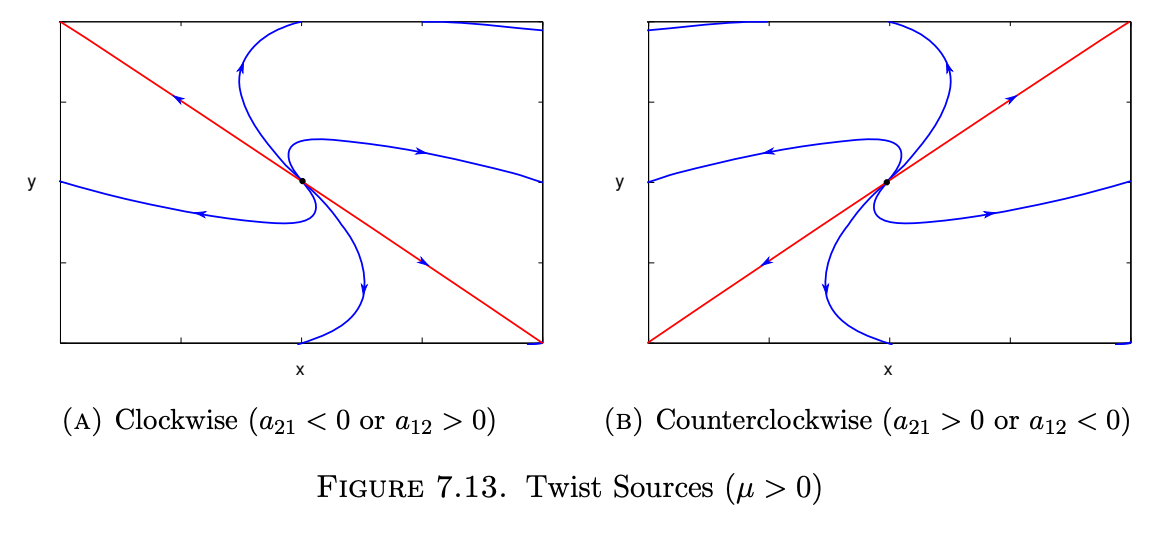 y
x
y
x
(A) Clockwise (a₂₁ < 0 or a₁₂ > 0)
(B) Counterclockwise (a₂₁ > 0 or a₁₂ < 0)
FIGURE 7.13. Twist Sources (μ > 0)